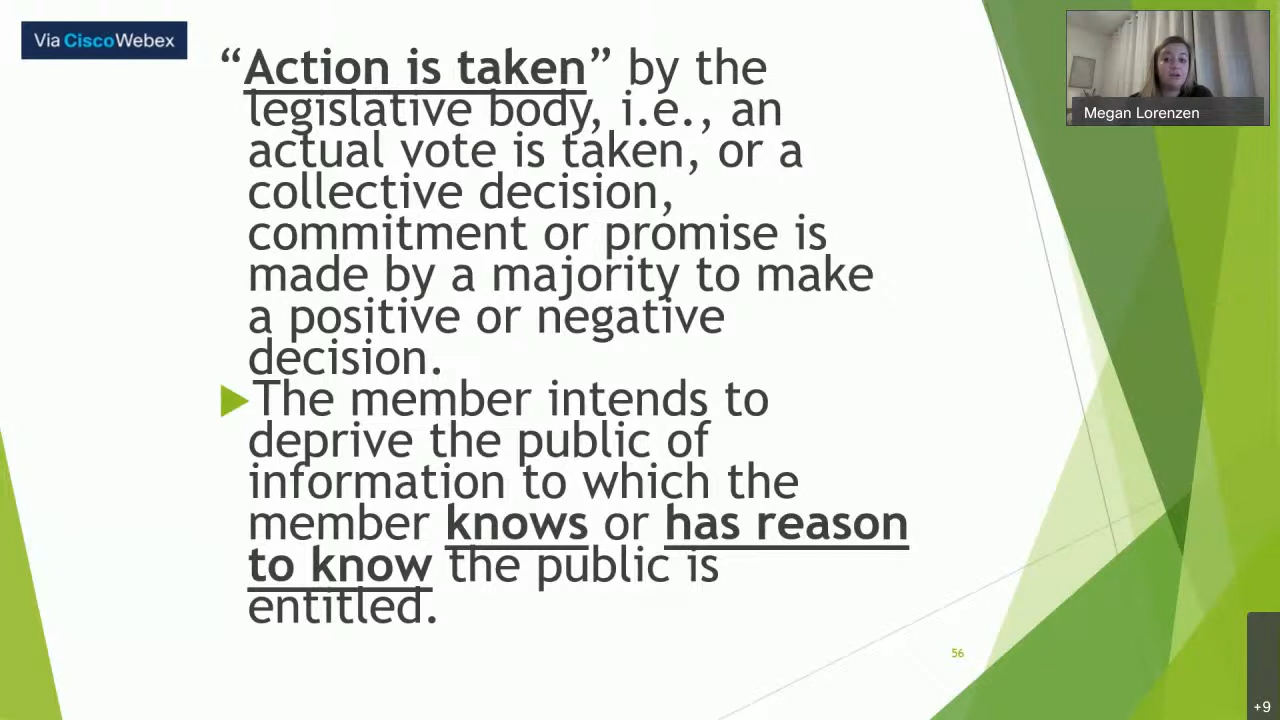 Via CiscoWebex
“Action is taken” by the
legislative body, i.e., an
actual vote is taken, or a
collective decision,
commitment or promise is
made by a majority to make
a positive or negative
decision.
The member intends to
deprive the public of
information to which the
member knows or has reason
to know the public is
entitled.
56
Megan Lorenzen
+9